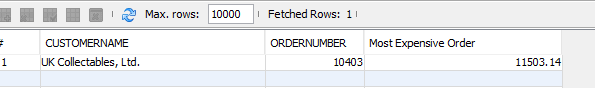 Max. rows: 10000 Fetched Rows: 1
# CUSTOMERNAME ORDERNUMBER Most Expensive Order
1 UK Collectables, Ltd. 10403 11503.14